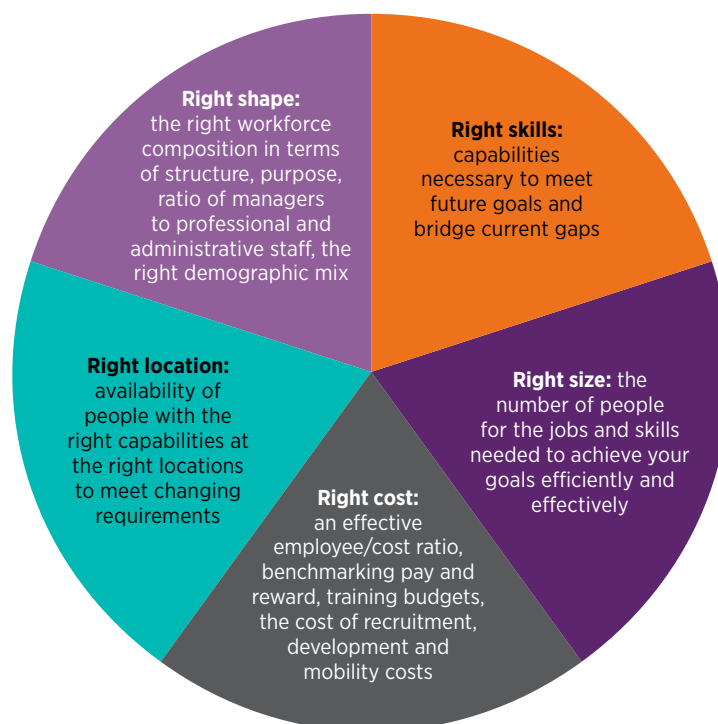 Right shape:
the right workforce
composition in terms
of structure, purpose,
ratio of managers
to professional and
administrative staff, the
right demographic mix
Right skills:
capabilities
necessary to meet
future goals and
bridge current gaps
Right size: the
number of people
for the jobs and skills
needed to achieve your
goals efficiently and
effectively
Right cost:
an effective
employee/cost ratio,
benchmarking pay and
reward, training budgets,
the cost of recruitment,
development and
mobility costs
Right location:
availability of
people with the
right capabilities at
the right locations
to meet changing
requirements